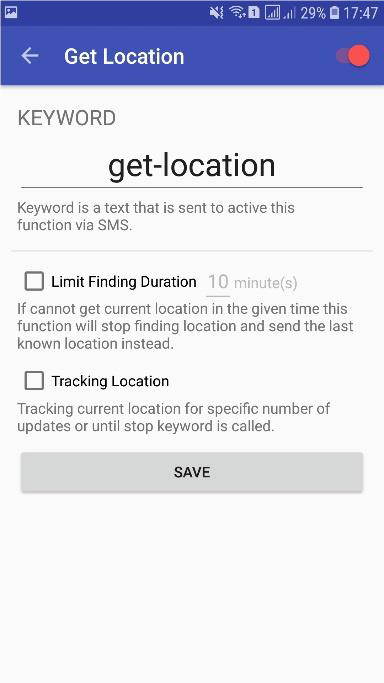 1 29% 17:47
Get Location
KEYWORD
get-location
Keyword is a text that is sent to active this
function via SMS.
Limit Finding Duration 10 minute(s)
If cannot get current location in the given time this
function will stop finding location and send the last
known location instead.
Tracking Location
Tracking current location for specific number of
updates or until stop keyword is called.
SAVE